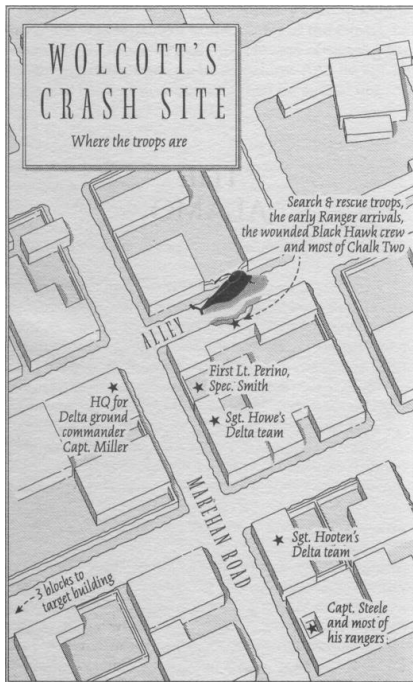 WOLCOTT'S
CRASH SITE
Where the troops are
Search & rescue troops,
the early Ranger arrivals,
the wounded Black Hawk crew
and most of Chalk Two
ALLEY
First Lt. Perino,
Spec. Smith
HQ for
Delta ground
commander
Capt. Miller
Sgt. Howe's
Delta team
MAREHAN ROAD
Sgt. Hooten's
Delta team
3 blocks to
target building
Capt. Steele
and most of
his rangers